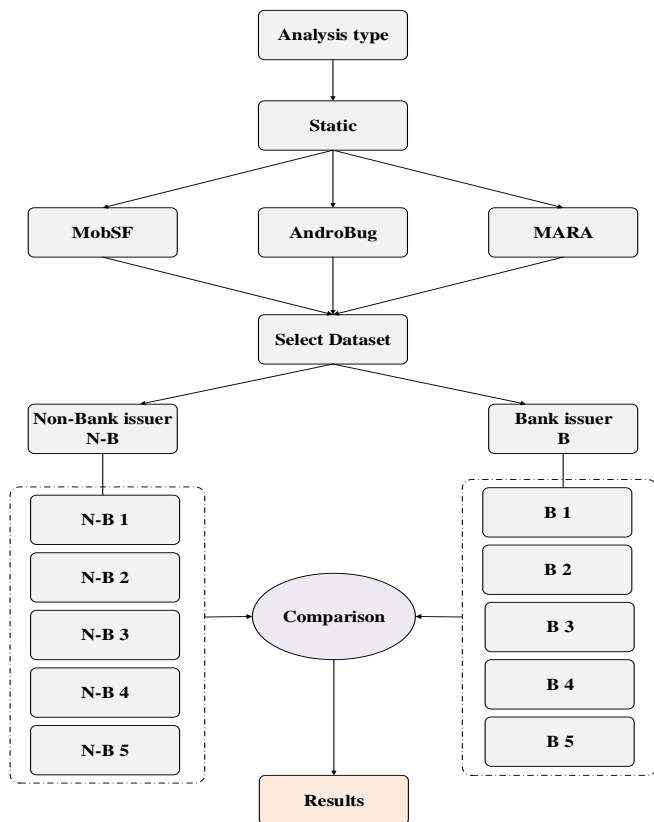 Analysis type
Static
MobSF
AndroBug
MARA
Select Dataset
Non-Bank issuer
N-B
Bank issuer
B
N-B 1
N-B 2
N-B 3
N-B 4
N-B 5
Comparison
B 1
B 2
B 3
B 4
B 5
Results